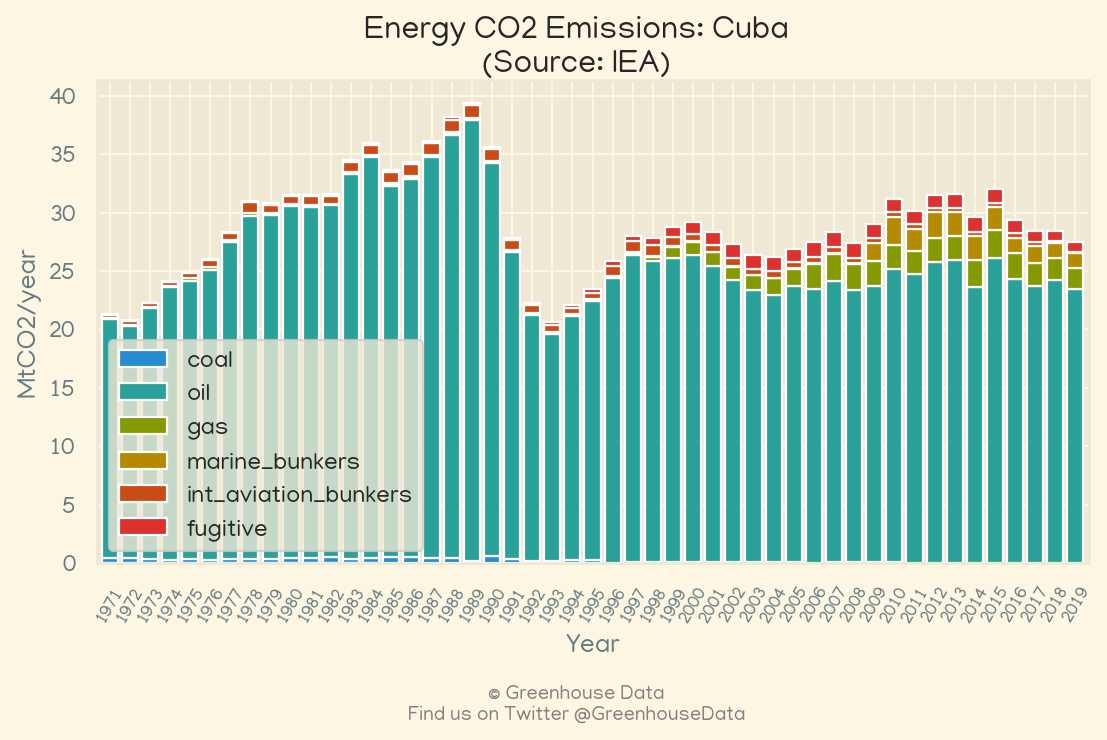 Energy CO2 Emissions: Cuba
(Source: IEA)
MtCO2/year
40
35
30
25
20
15
10
5
0
coal
oil
gas
marine_bunkers
int_aviation_bunkers
fugitive
1971 1972 1973 1974 1975 1976 1977 1978 1979 1980 1981 1982 1983 1984 1985 1986 1987 1988 1989 1990 1991 1992 1993 1994 1995 1996 1997 1998 1999 2000 2001 2002 2003 2004 2005 2006 2007 2008 2009 2010 2011 2012 2013 2014 2015 2016 2017 2018 2019
Year
© Greenhouse Data
Find us on Twitter @GreenhouseData